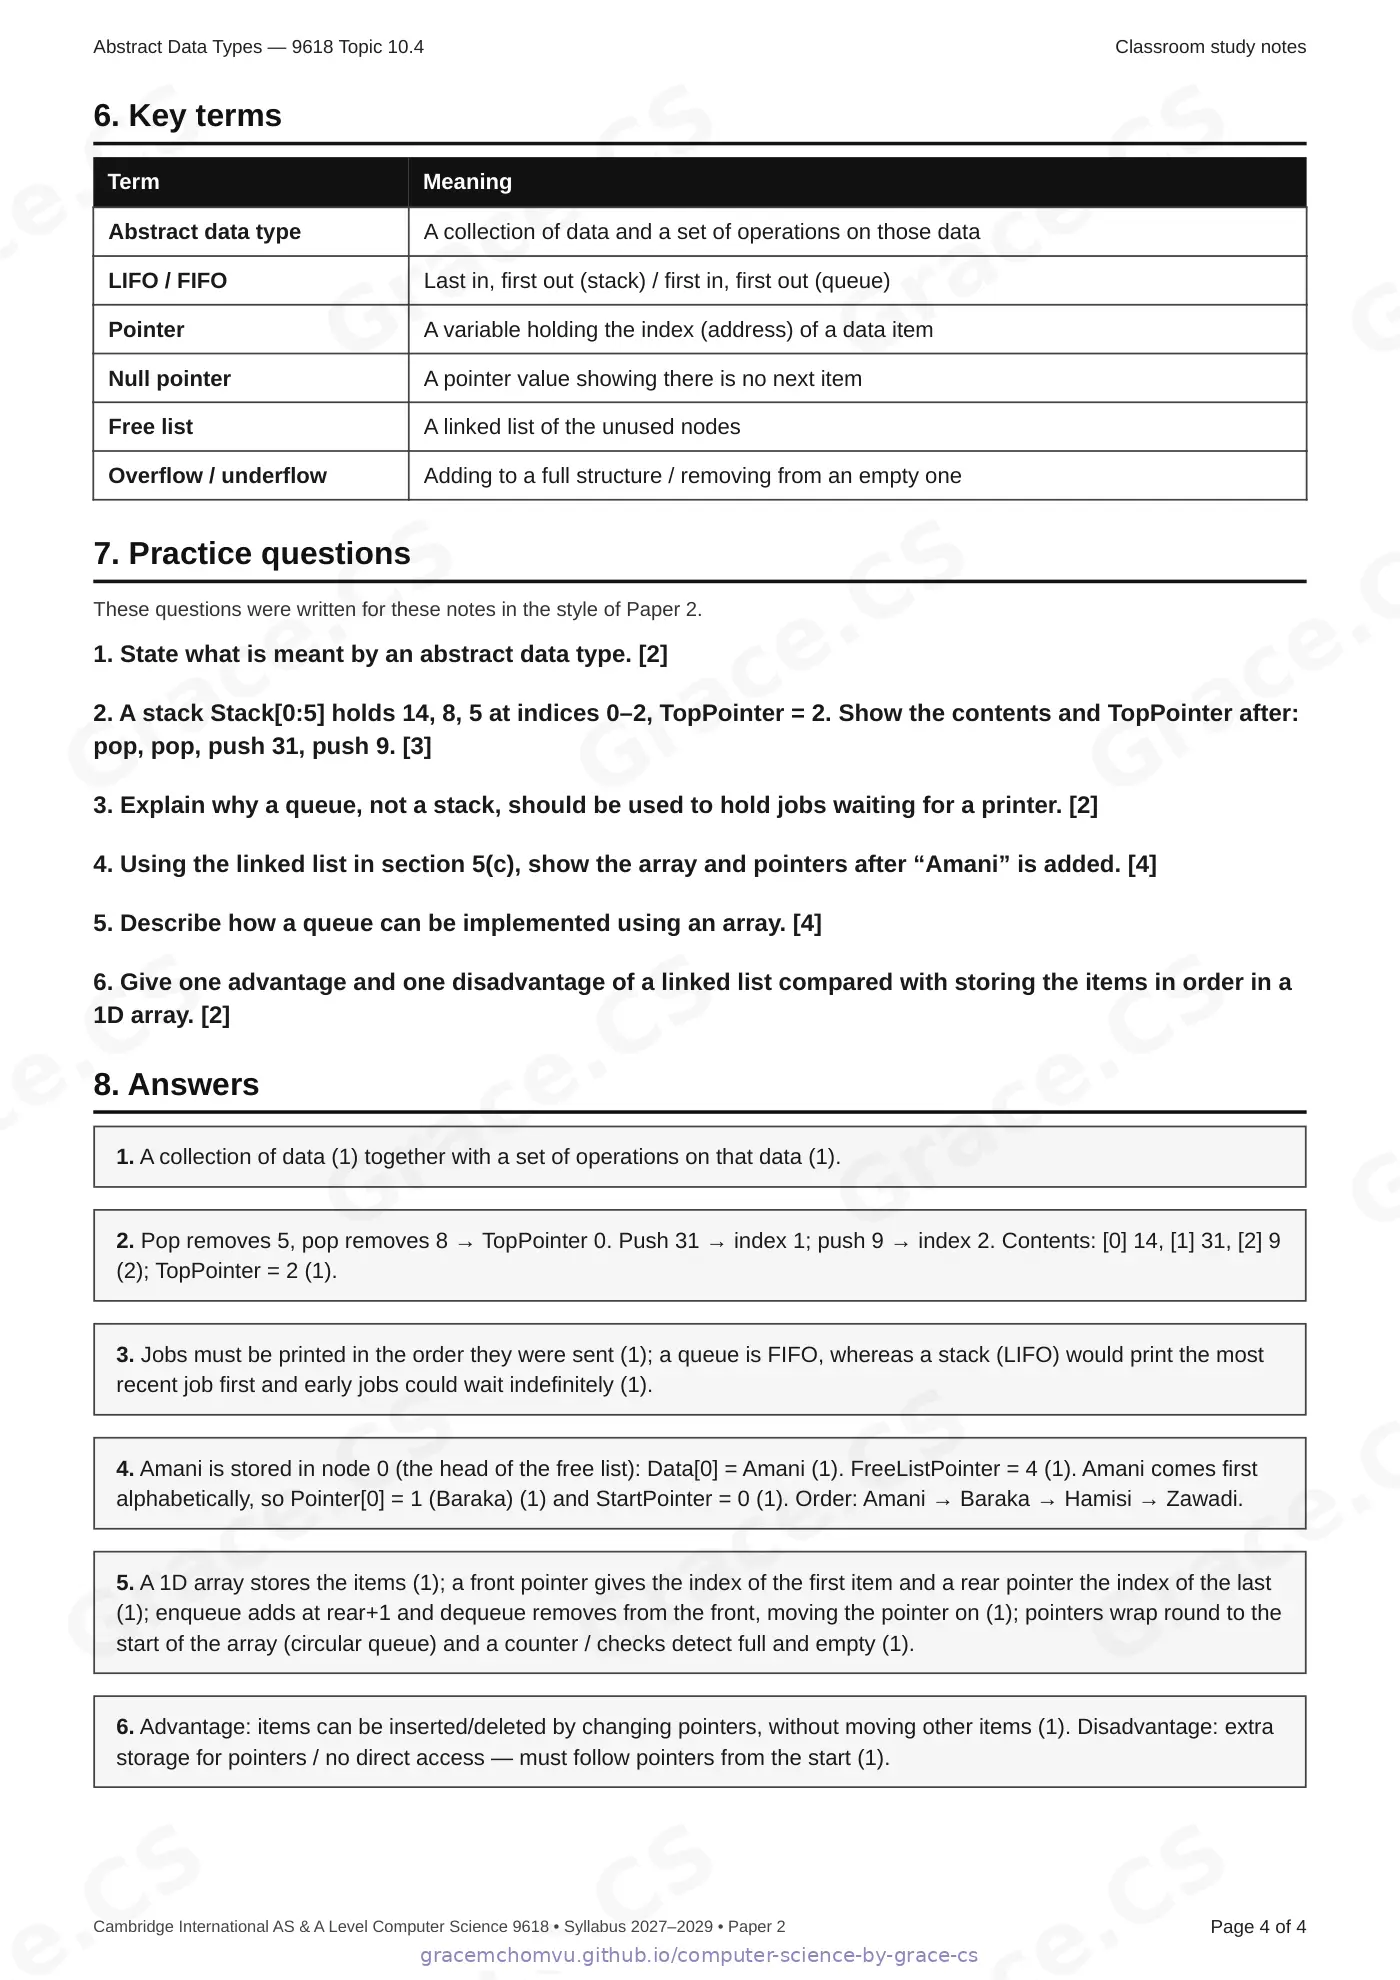 Abstract Data Types — 9618 Topic 10.4
Classroom study notes
6. Key terms
Term Meaning
Abstract data type A collection of data and a set of operations on those data
LIFO / FIFO Last in, first out (stack) / first in, first out (queue)
Pointer A variable holding the index (address) of a data item
Null pointer A pointer value showing there is no next item
Free list A linked list of the unused nodes
Overflow / underflow Adding to a full structure / removing from an empty one
7. Practice questions
These questions were written for these notes in the style of Paper 2.
1. State what is meant by an abstract data type. [2]
2. A stack Stack[0:5] holds 14, 8, 5 at indices 0–2, TopPointer = 2. Show the contents and TopPointer after:
pop, pop, push 31, push 9. [3]
3. Explain why a queue, not a stack, should be used to hold jobs waiting for a printer. [2]
4. Using the linked list in section 5(c), show the array and pointers after “Amani” is added. [4]
5. Describe how a queue can be implemented using an array. [4]
6. Give one advantage and one disadvantage of a linked list compared with storing the items in order in a
1D array. [2]
8. Answers
1. A collection of data (1) together with a set of operations on that data (1).
2. Pop removes 5, pop removes 8 → TopPointer 0. Push 31 → index 1; push 9 → index 2. Contents: [0] 14, [1] 31, [2] 9
(2); TopPointer = 2 (1).
3. Jobs must be printed in the order they were sent (1); a queue is FIFO, whereas a stack (LIFO) would print the most
recent job first and early jobs could wait indefinitely (1).
4. Amani is stored in node 0 (the head of the free list): Data[0] = Amani (1). FreeListPointer = 4 (1). Amani comes first
alphabetically, so Pointer[0] = 1 (Baraka) (1) and StartPointer = 0 (1). Order: Amani → Baraka → Hamisi → Zawadi.
5. A 1D array stores the items (1); a front pointer gives the index of the first item and a rear pointer the index of the last
(1); enqueue adds at rear+1 and dequeue removes from the front, moving the pointer on (1); pointers wrap round to the
start of the array (circular queue) and a counter / checks detect full and empty (1).
6. Advantage: items can be inserted/deleted by changing pointers, without moving other items (1). Disadvantage: extra
storage for pointers / no direct access — must follow pointers from the start (1).
Cambridge International AS & A Level Computer Science 9618 • Syllabus 2027–2029 • Paper 2
Page 4 of 4
gracemchomvu.github.io/computer-science-by-grace-cs
Grace.CS